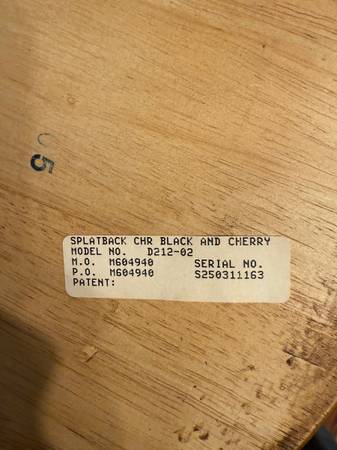 5
SPLATBACK CHR BLACK AND CHERRY
MODEL NO. D212-02
M.O. M604940 SERIAL NO.
P.O. M604940 S250311163
PATENT: